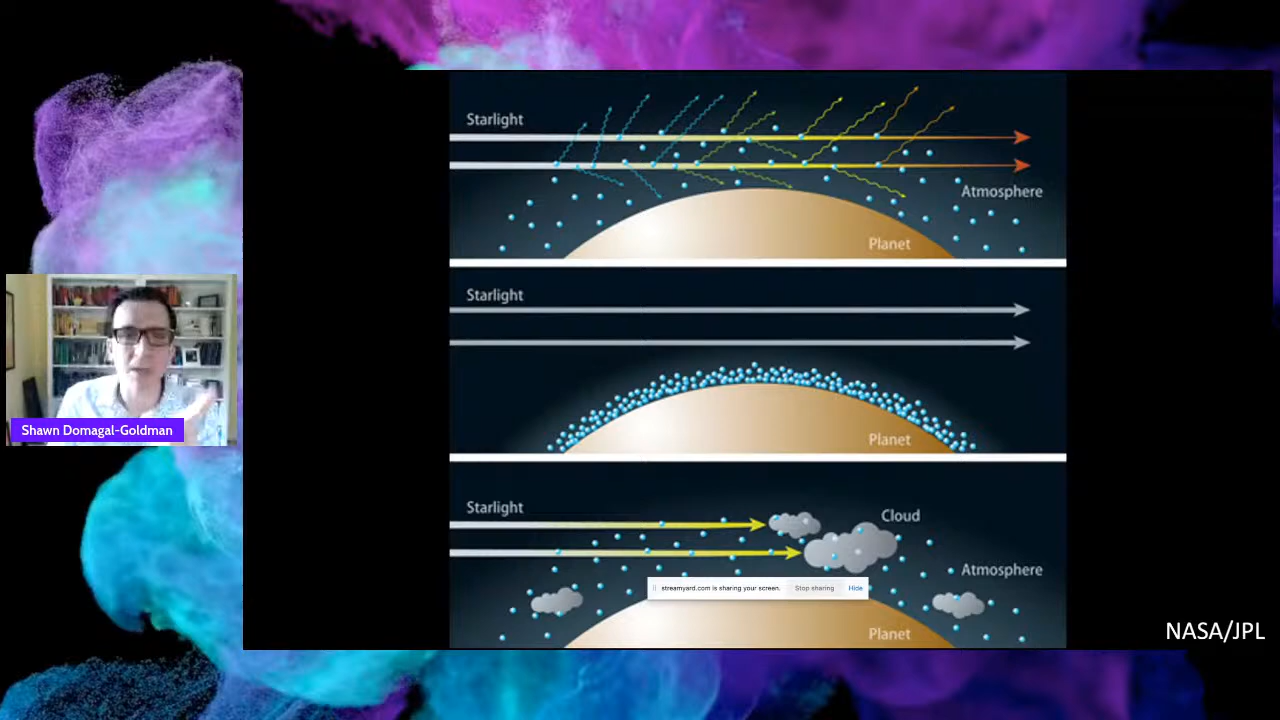 Starlight
Atmosphere
Planet
Starlight
Planet
Starlight
Cloud
Atmosphere
streamyard.com is sharing your screen. Stop sharing Hide
Planet
Shawn Domagal-Goldman
NASA/JPL